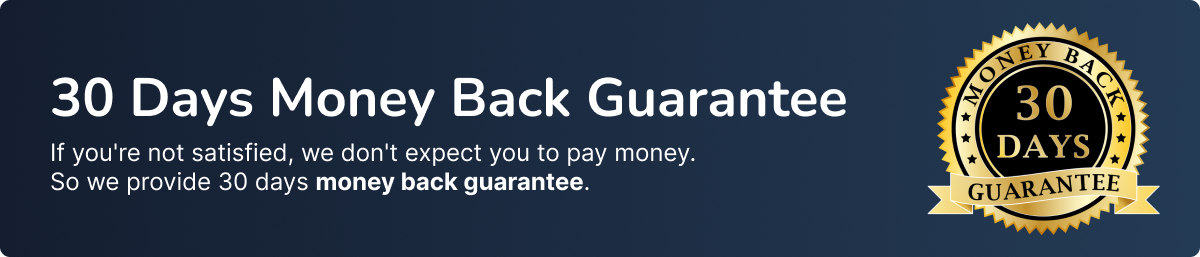 30 Days Money Back Guarantee
If you're not satisfied, we don't expect you to pay money.
So we provide 30 days money back guarantee.
MONEY BACK
30
DAYS
GUARANTEE